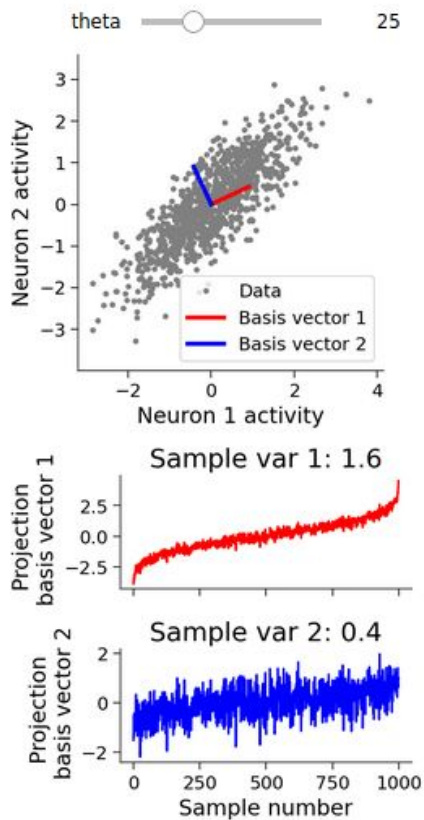 theta 25
3
2
1
0
−1
−2
−3
Neuron 2 activity
Data
Basis vector 1
Basis vector 2
−2 0 2 4
Neuron 1 activity
Sample var 1: 1.6
Projection
basis vector 1
2.5
0.0
−2.5
Sample var 2: 0.4
Projection
basis vector 2
2
0
−2
0 250 500 750 1000
Sample number